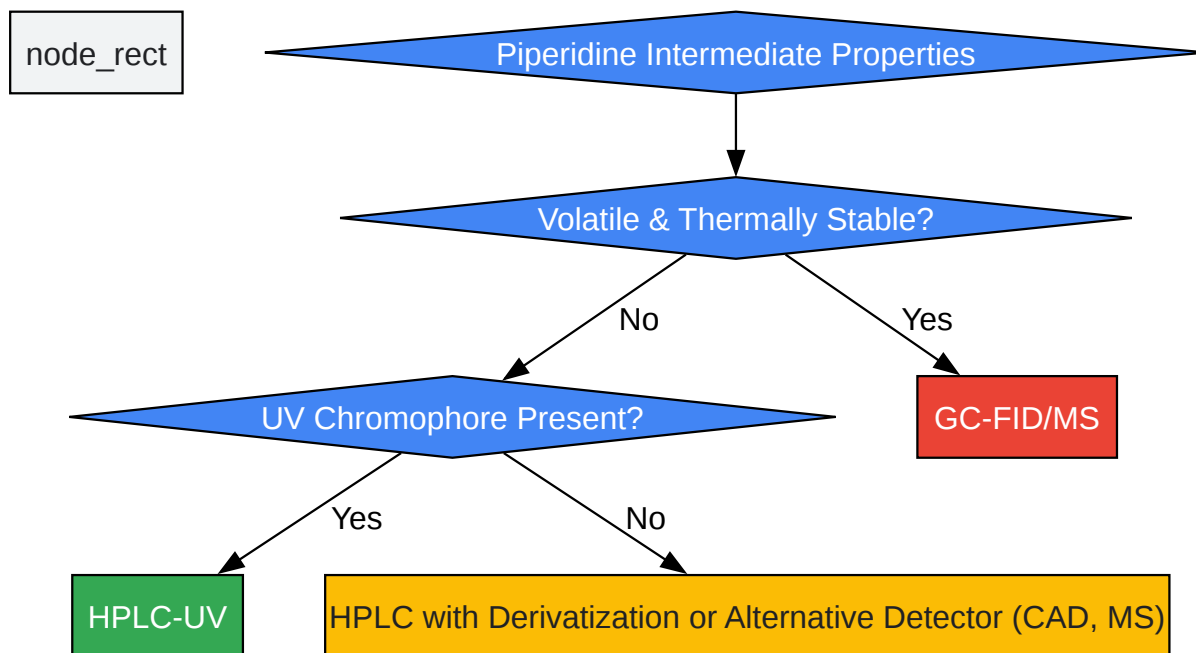 node_rect
Piperidine Intermediate Properties
Volatile & Thermally Stable?
No
Yes
UV Chromophore Present?
GC-FID/MS
Yes
No
HPLC-UV
HPLC with Derivatization or Alternative Detector (CAD, MS)